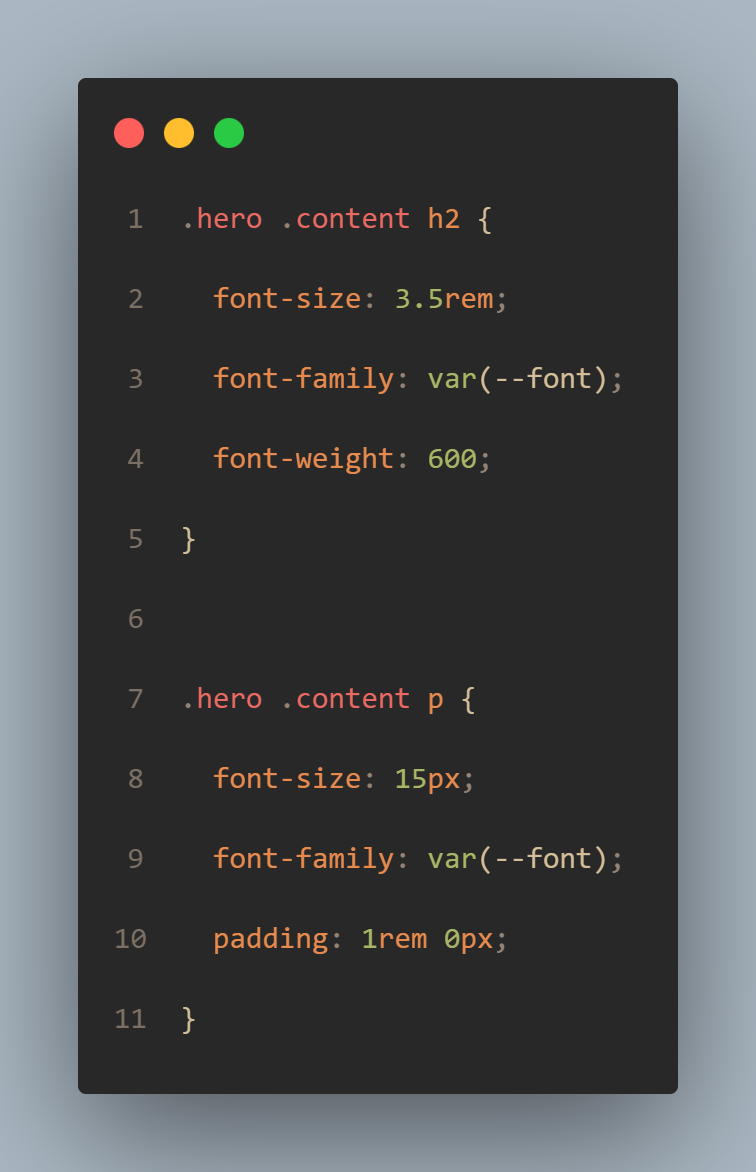 1 .hero .content h2 {
2   font-size: 3.5rem;
3   font-family: var(--font);
4   font-weight: 600;
5 }
6
7 .hero .content p {
8   font-size: 15px;
9   font-family: var(--font);
10   padding: 1rem 0px;
11 }